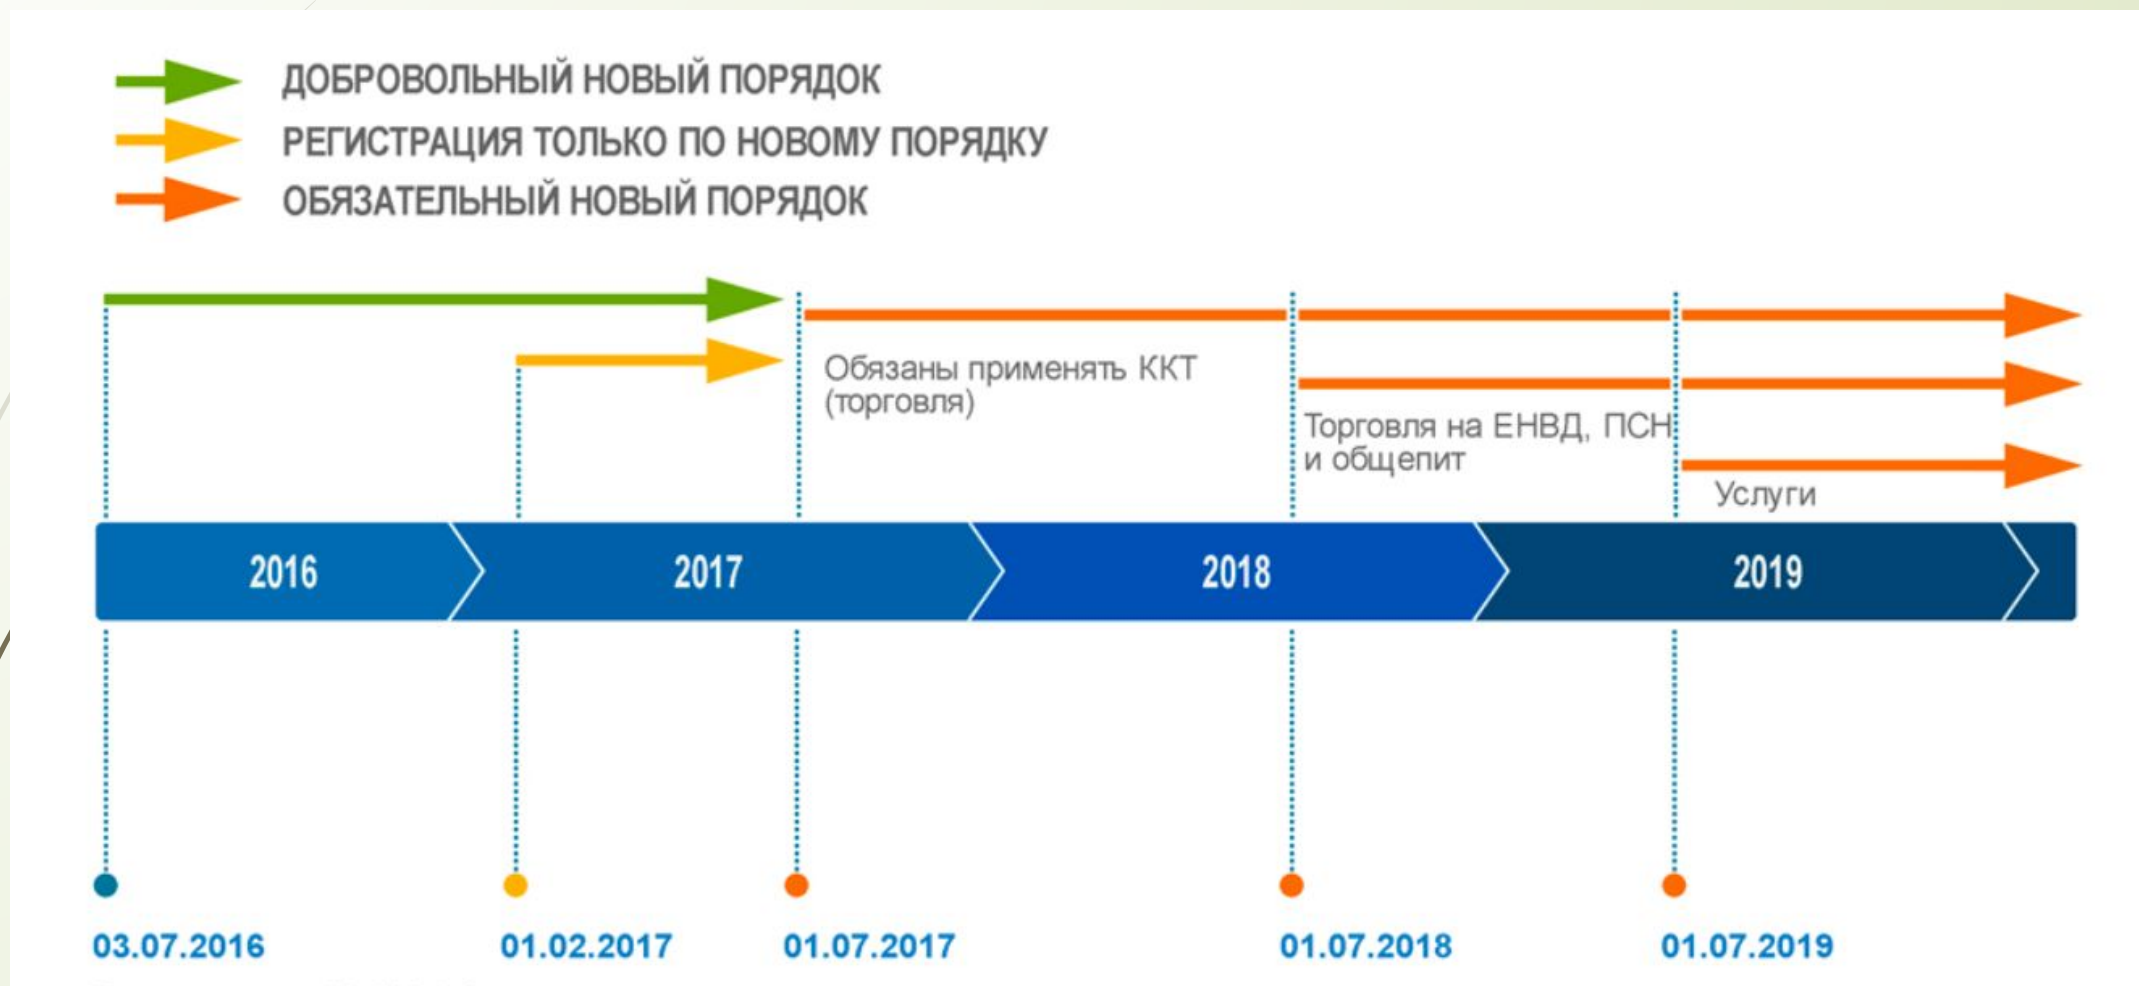 ДОБРОВОЛЬНЫЙ НОВЫЙ ПОРЯДОК
РЕГИСТРАЦИЯ ТОЛЬКО ПО НОВОМУ ПОРЯДКУ
ОБЯЗАТЕЛЬНЫЙ НОВЫЙ ПОРЯДОК
Обязаны применять ККТ
(торговля)
Торговля на ЕНВД, ПСН
и общепит
Услуги
2016
2017
2018
2019
03.07.2016
01.02.2017
01.07.2017
01.07.2018
01.07.2019